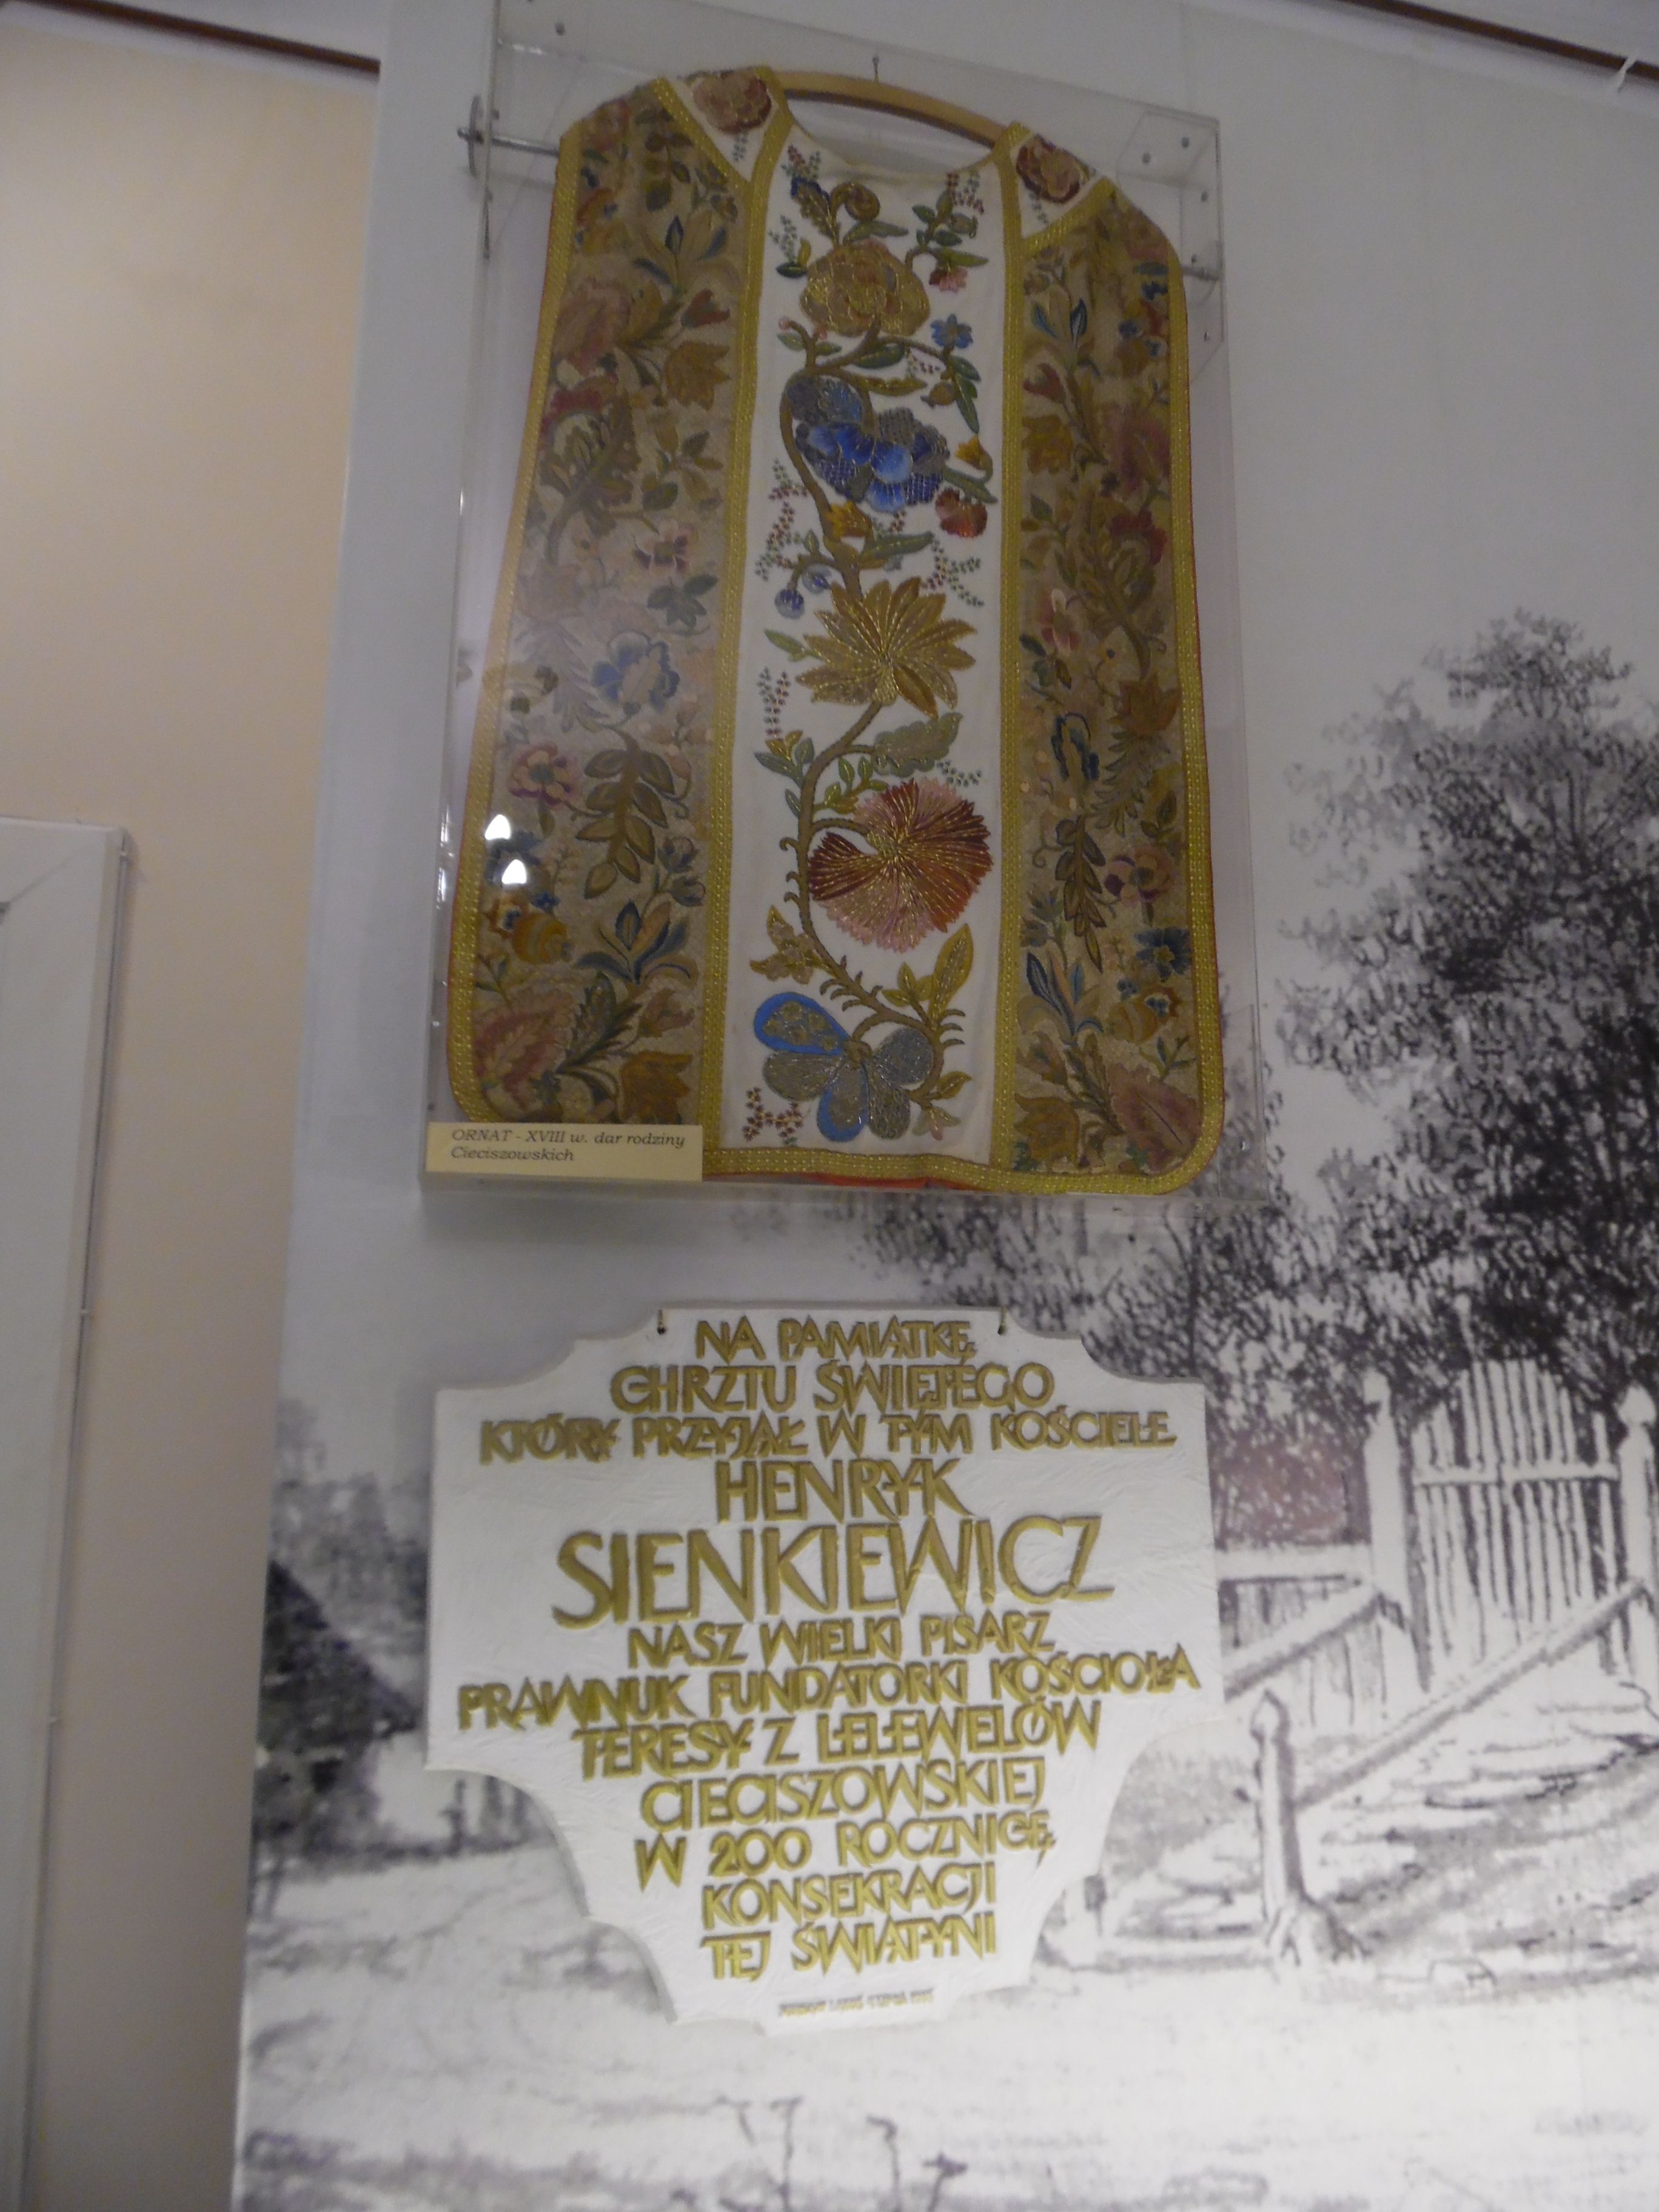 ORNAT - XVIII w. dar rodziny
Cieciszowskich
NA PAMIĄTKĘ
CHRZTU ŚWIĘTEGO
KTÓRY PRZYJĄŁ W TYM KOŚCIELE
HENRYK
SIENKIEWICZ
NASZ WIELKI PISARZ
PRAWNUK FUNDATORKI KOŚCIOŁA
TERESY Z LELEWELÓW
CIECISZOWSKIEJ
W 200 ROCZNICĘ
KONSEKRACJI
TEJ ŚWIĄTYNI